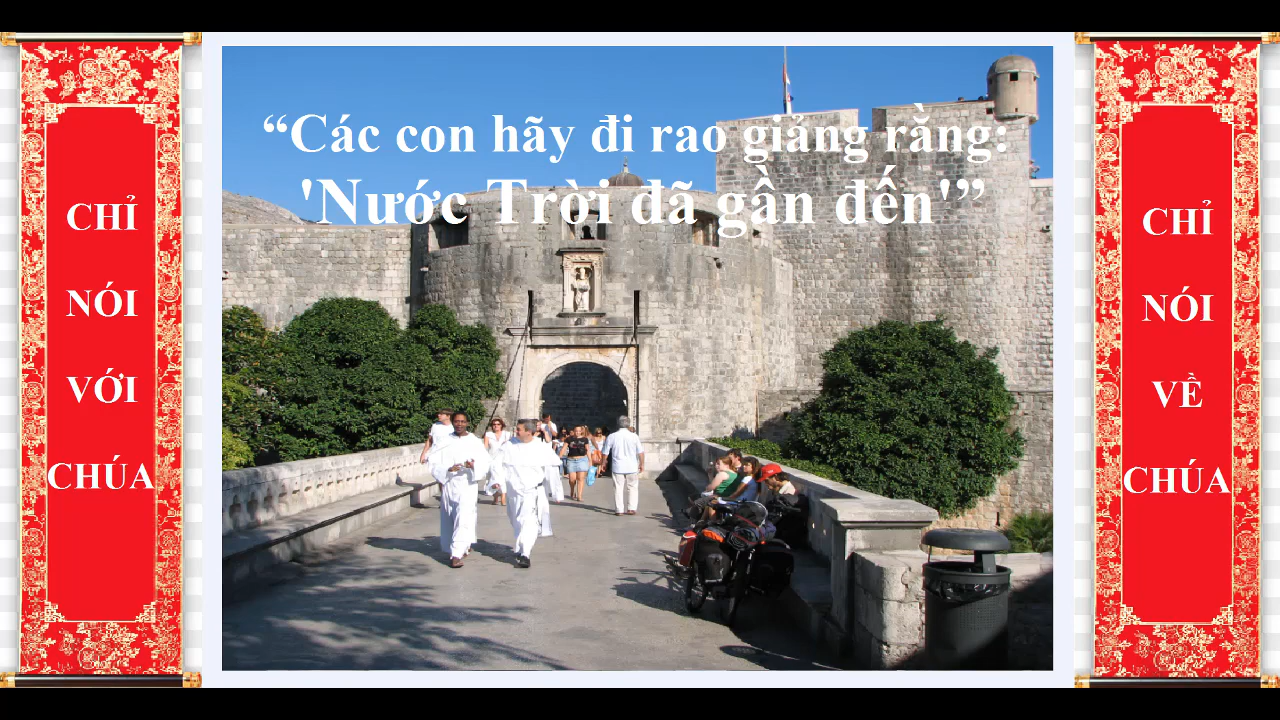 “Các con hãy đi rao giảng rằng:
'Nước Trời đã gần đến'”
CHỈ
NÓI
VỚI
CHÚA
CHỈ
NÓI
VỀ
CHÚA